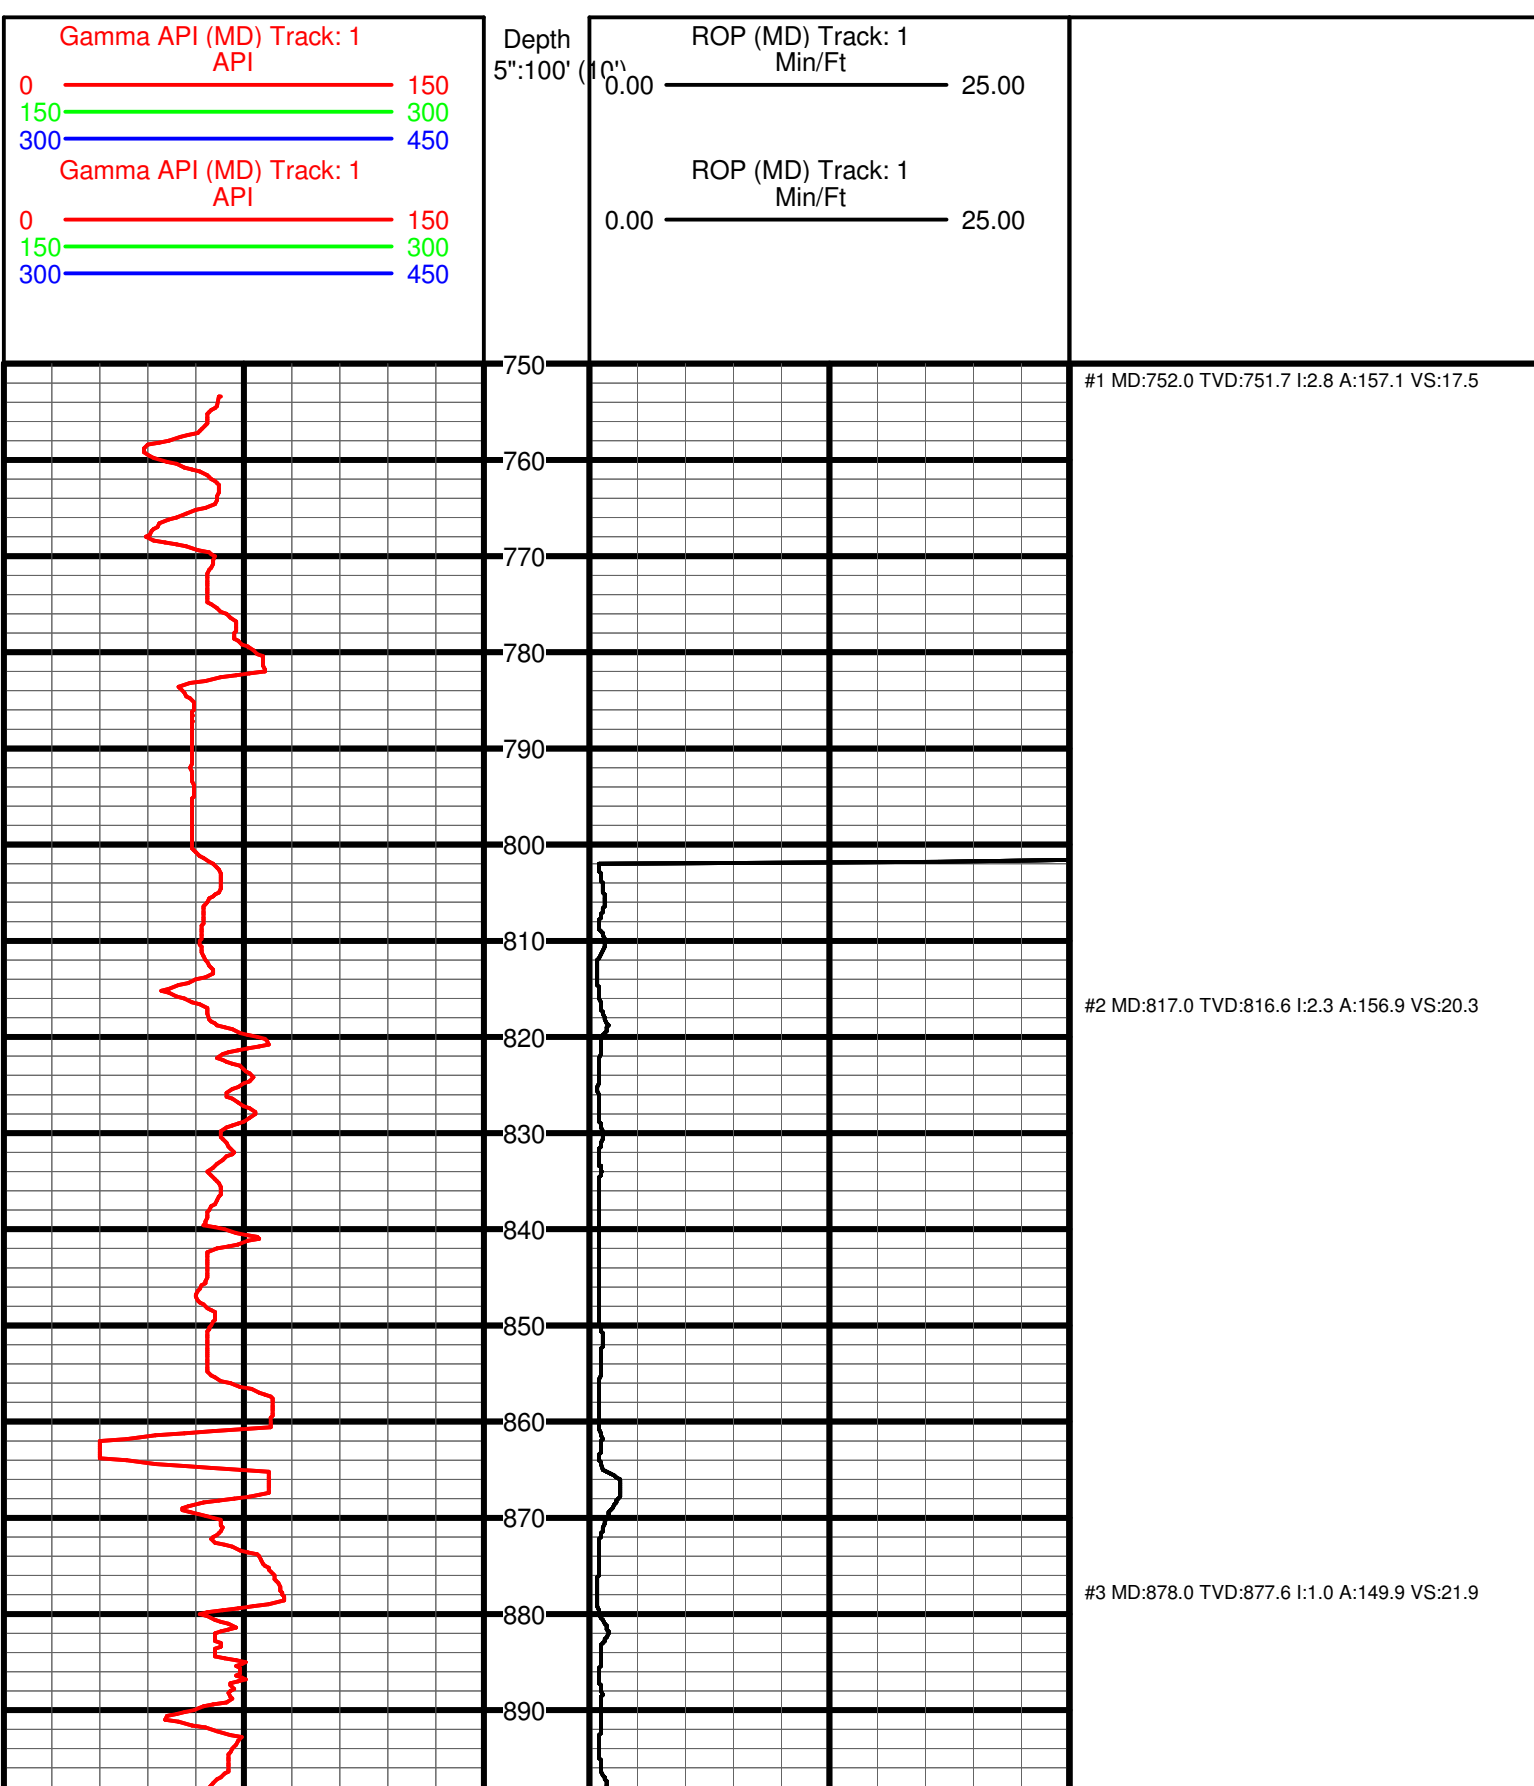 Gamma API (MD) Track: 1
API
0 150
150 300
300 450
Gamma API (MD) Track: 1
API
0 150
150 300
300 450
Depth
5":100' (10')
ROP (MD) Track: 1
Min/Ft
0.00 25.00
ROP (MD) Track: 1
Min/Ft
0.00 25.00
750
#1 MD:752.0 TVD:751.7 I:2.8 A:157.1 VS:17.5
760
770
780
790
800
810
#2 MD:817.0 TVD:816.6 I:2.3 A:156.9 VS:20.3
820
830
840
850
860
870
#3 MD:878.0 TVD:877.6 I:1.0 A:149.9 VS:21.9
880
890